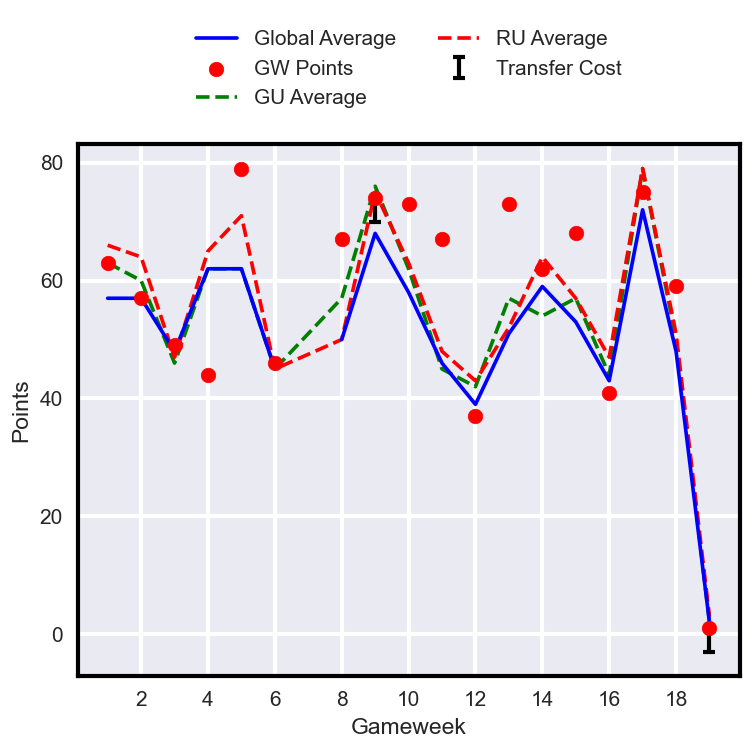 Global Average
GW Points
GU Average
RU Average
Transfer Cost
80
60
40
20
0
Points
2 4 6 8 10 12 14 16 18
Gameweek